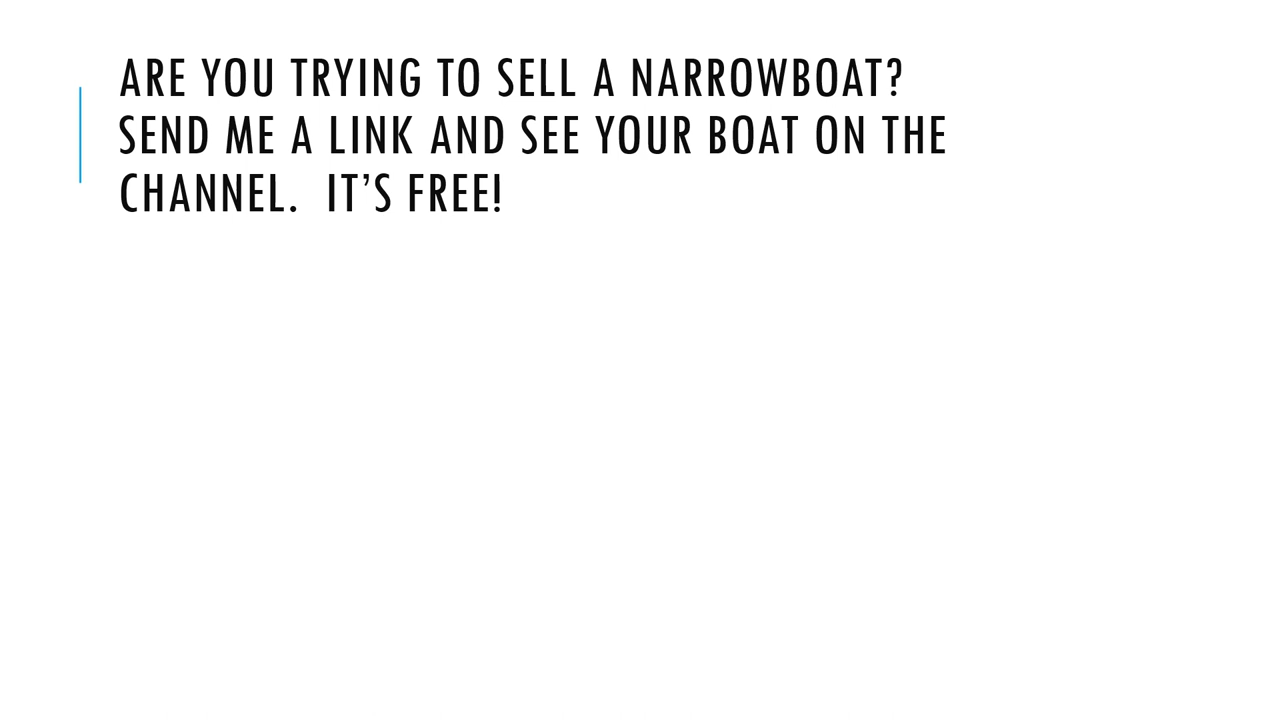 ARE YOU TRYING TO SELL A NARROWBOAT?
SEND ME A LINK AND SEE YOUR BOAT ON THE
CHANNEL.  IT’S FREE!